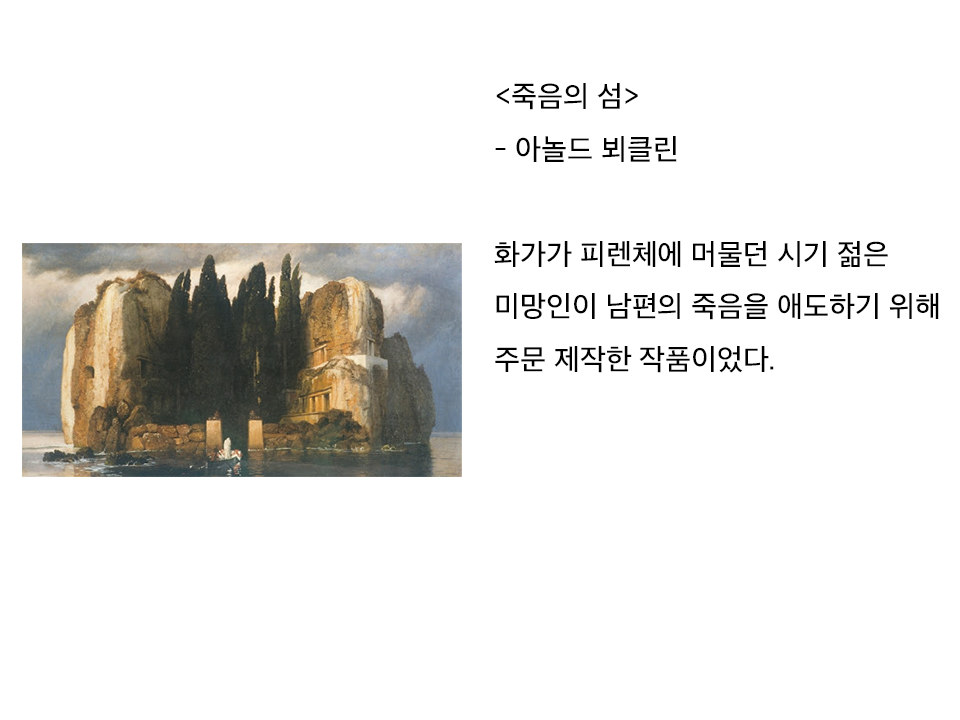 <죽음의 섬>
- 아놀드 뵈클린
화가가 피렌체에 머물던 시기 젊은
미망인이 남편의 죽음을 애도하기 위해
주문 제작한 작품이었다.